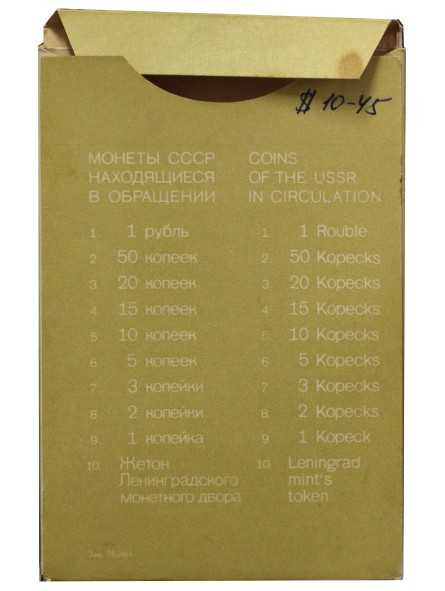 $ 10-45
МОНЕТЫ СССР
НАХОДЯЩИЕСЯ
В ОБРАЩЕНИИ
1. 1 рубль
2. 50 копеек
3. 20 копеек
4. 15 копеек
5. 10 копеек
6. 5 копеек
7. 3 копейки
8. 2 копейки
9. 1 копейка
10. Жетон
Ленинградского
монетного двора
COINS
OF THE USSR
IN CIRCULATION
1. 1 Rouble
2. 50 Kopecks
3. 20 Kopecks
4. 15 Kopecks
5. 10 Kopecks
6. 5 Kopecks
7. 3 Kopecks
8. 2 Kopecks
9. 1 Kopeck
10. Leningrad
mint's
token